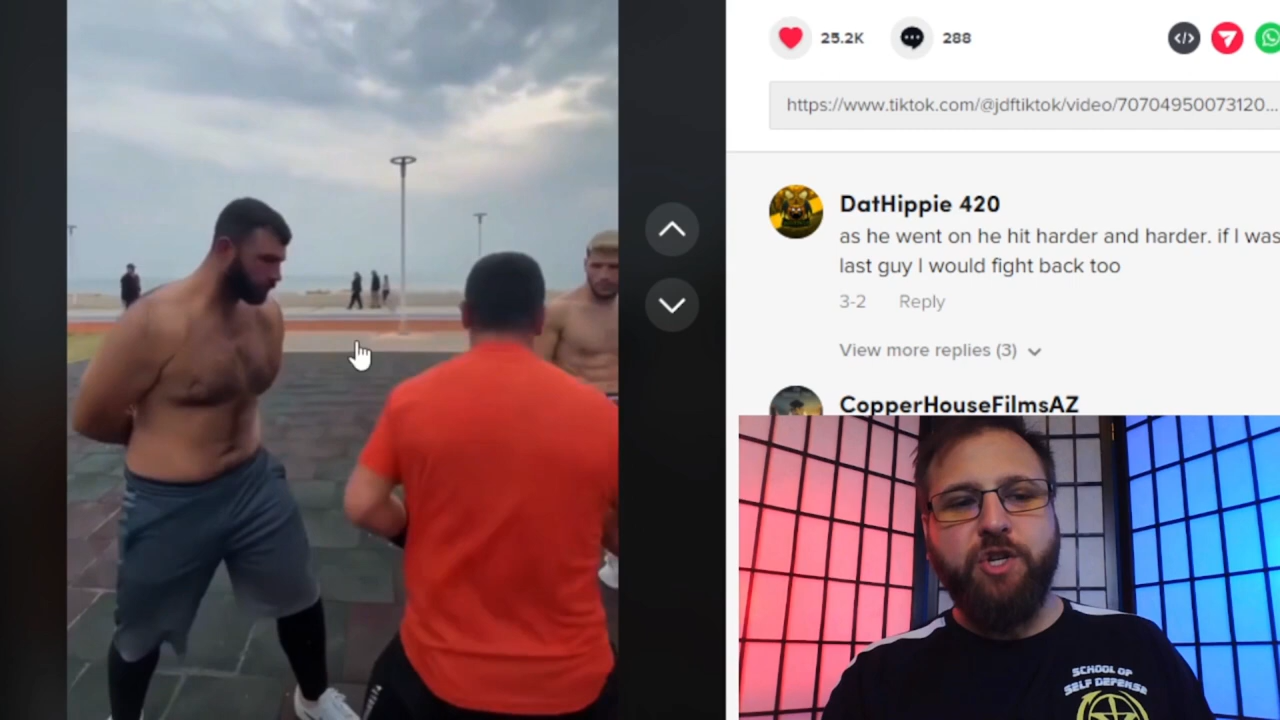 25.2K
288
https://www.tiktok.com/@jdftiktok/video/70704950073120...
DatHippie 420
as he went on he hit harder and harder. if I was
last guy I would fight back too
3-2 Reply
View more replies (3)
CopperHouseFilmsAZ
SCHOOL OF
SELF DEFENSE